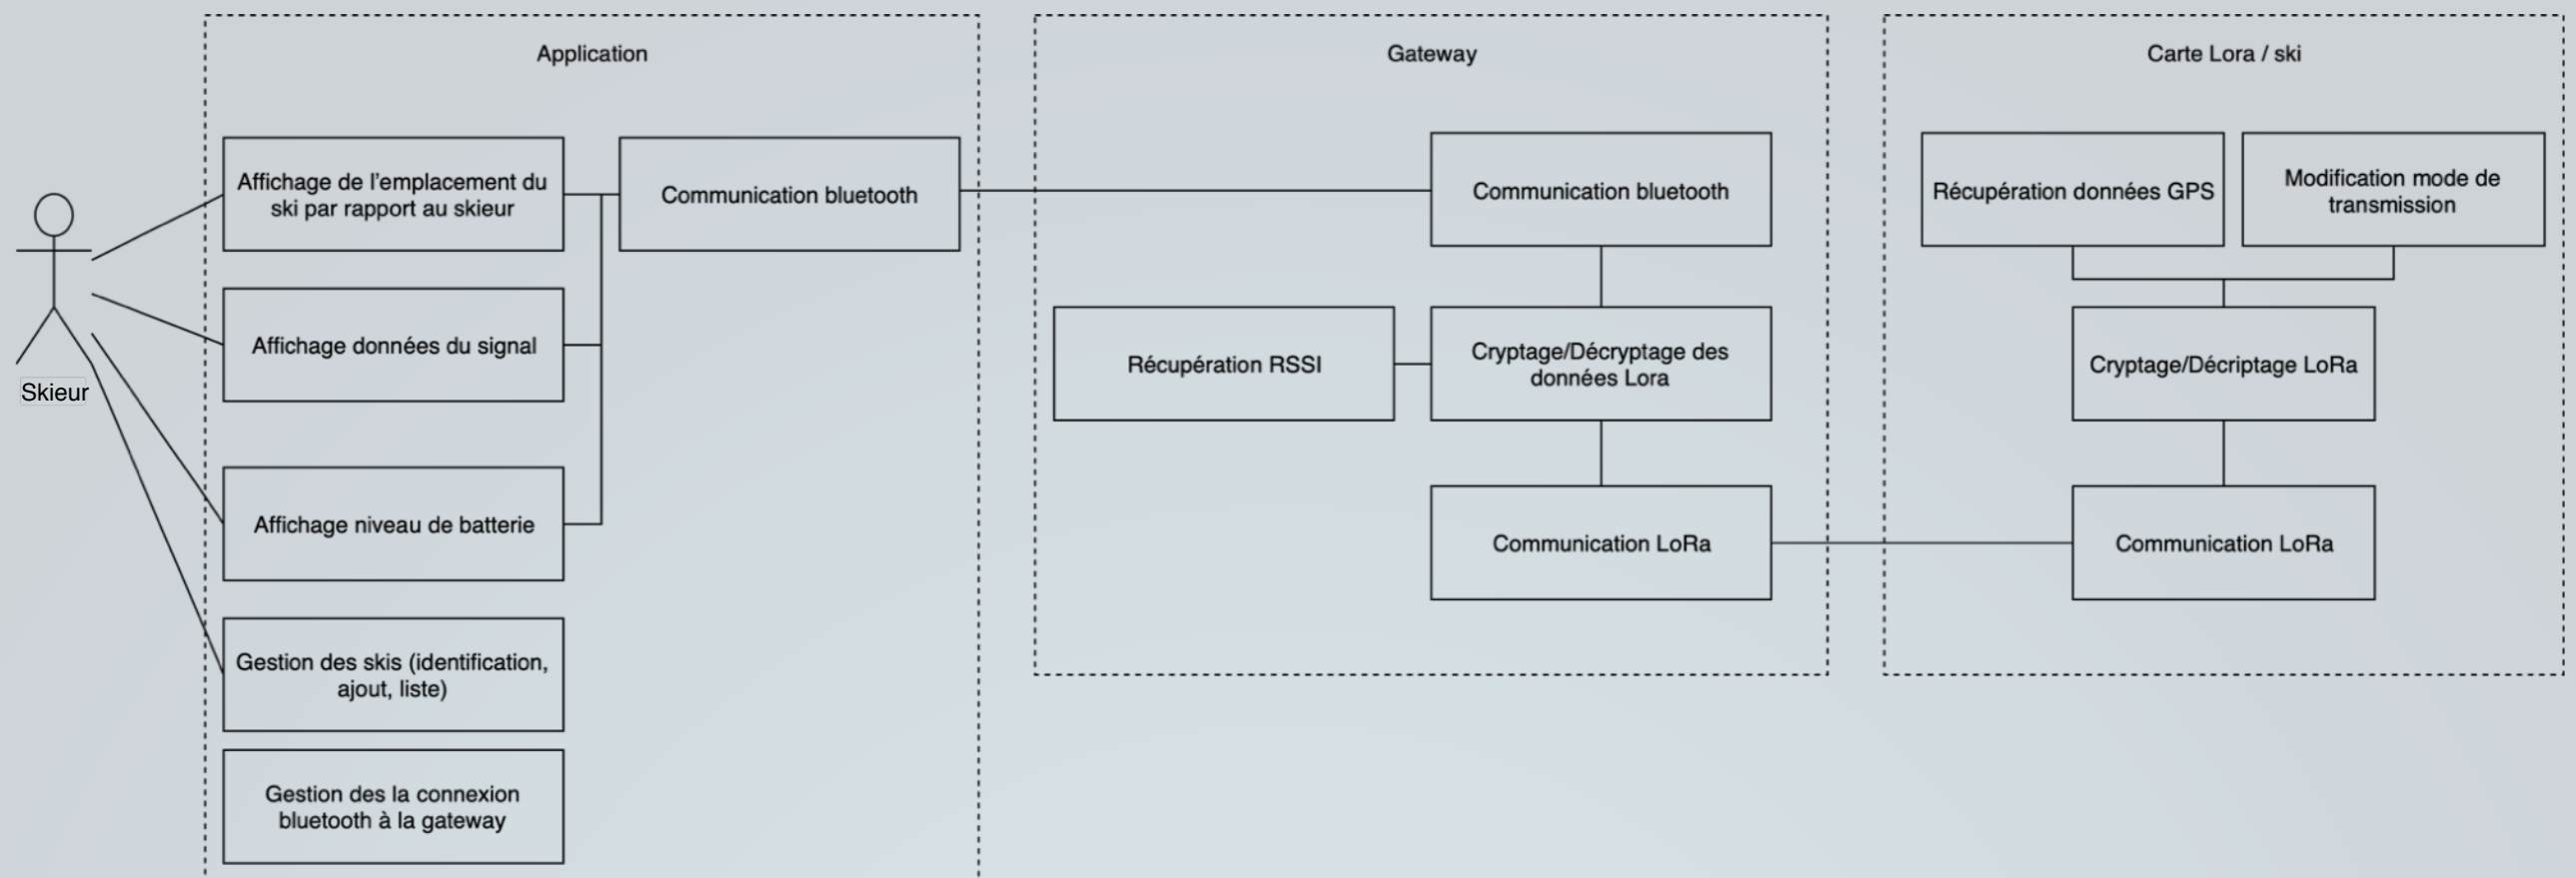 Application
Gateway
Carte Lora / ski
Skieur
Affichage de l'emplacement du
ski par rapport au skieur
Communication bluetooth
Affichage données du signal
Affichage niveau de batterie
Gestion des skis (identification,
ajout, liste)
Gestion des la connexion
bluetooth à la gateway
Communication bluetooth
Récupération RSSI
Cryptage/Décryptage des
données Lora
Communication LoRa
Récupération données GPS
Modification mode de
transmission
Cryptage/Décriptage LoRa
Communication LoRa